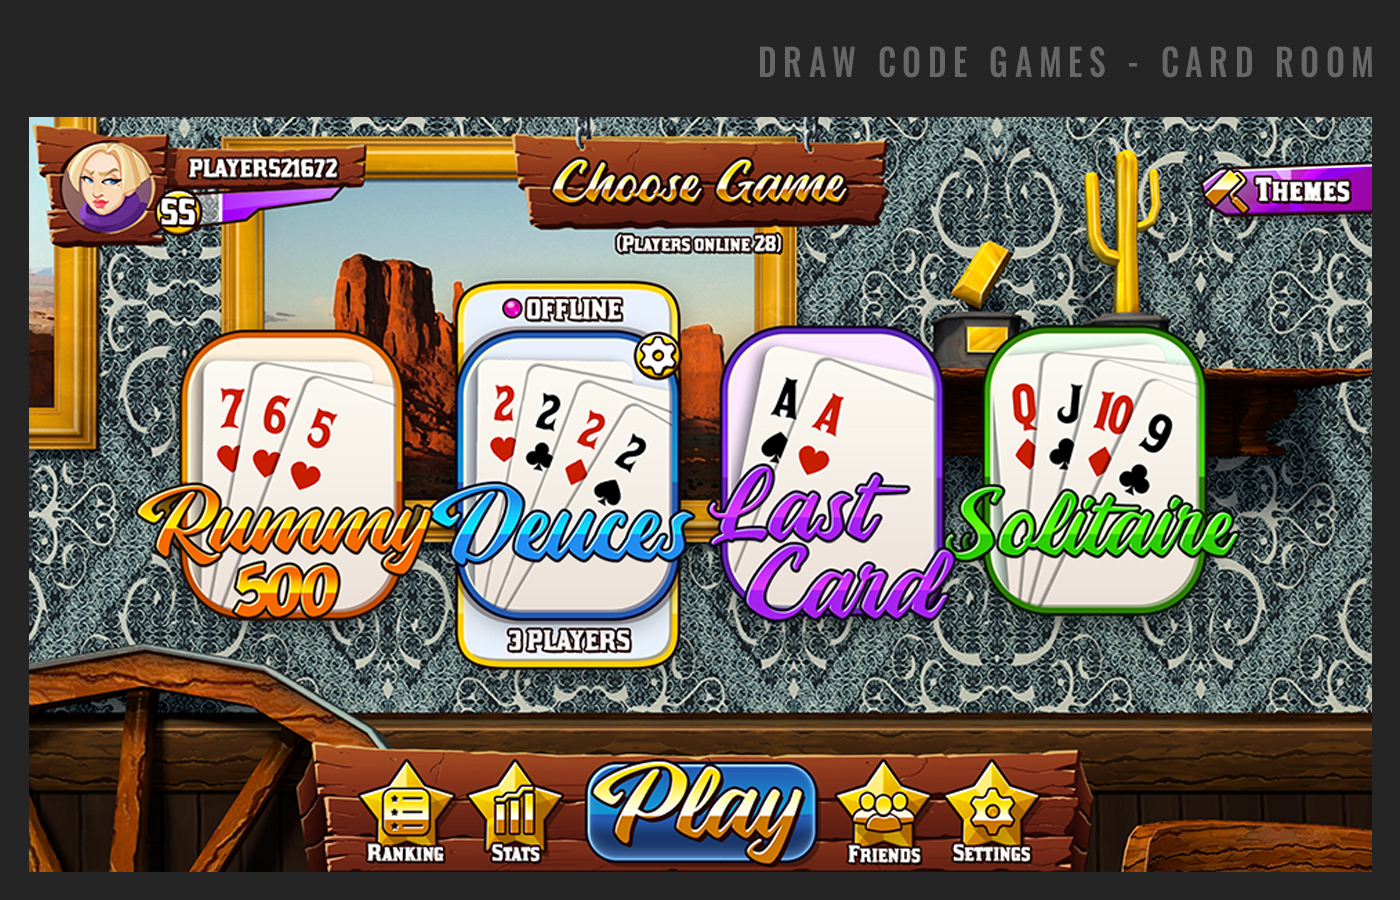 DRAW CODE GAMES - CARD ROOM
PLAYER521672
55
Choose Game
(PLAYERS ONLINE 28)
THEMES
OFFLINE
7 6 5
2 2 2 2
A A
Q J 10 9
Rummy
500
Deuces
Last
Card
Solitaire
3 PLAYERS
RANKING
STATS
Play
FRIENDS
SETTINGS